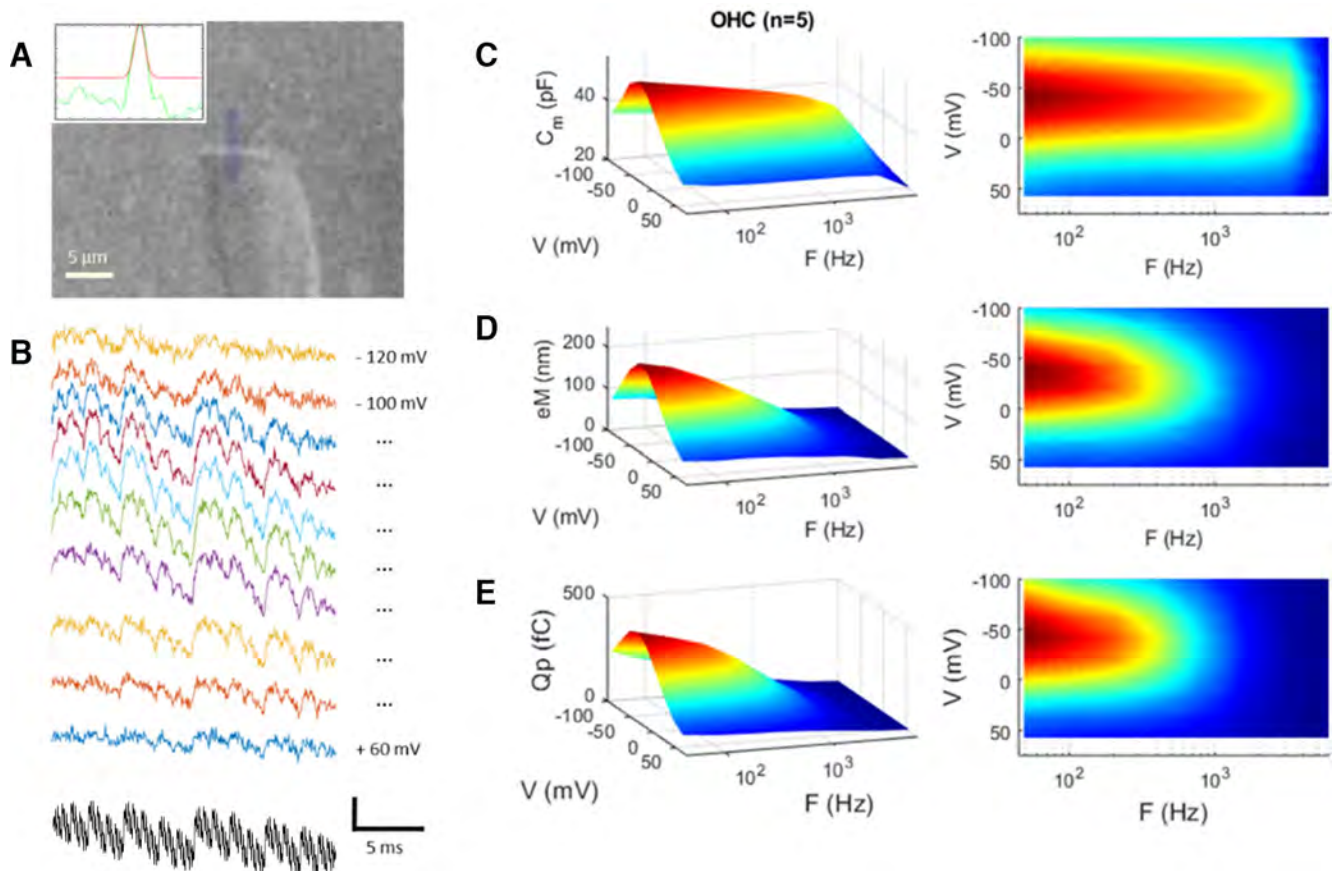 A
5 μm
B
- 120 mV
- 100 mV
...
...
...
...
...
...
...
+ 60 mV
5 ms
OHC (n=5)
C
Cm (pF)
40
20
-100
-50
0
50
V (mV)
10²
10³
F (Hz)
-100
-50
0
50
V (mV)
10²
10³
F (Hz)
D
eM (nm)
200
100
0
-100
-50
0
50
V (mV)
10²
10³
F (Hz)
-100
-50
0
50
V (mV)
10²
10³
F (Hz)
E
Qp (fC)
500
0
-100
-50
0
50
V (mV)
10²
10³
F (Hz)
-100
-50
0
50
V (mV)
10²
10³
F (Hz)